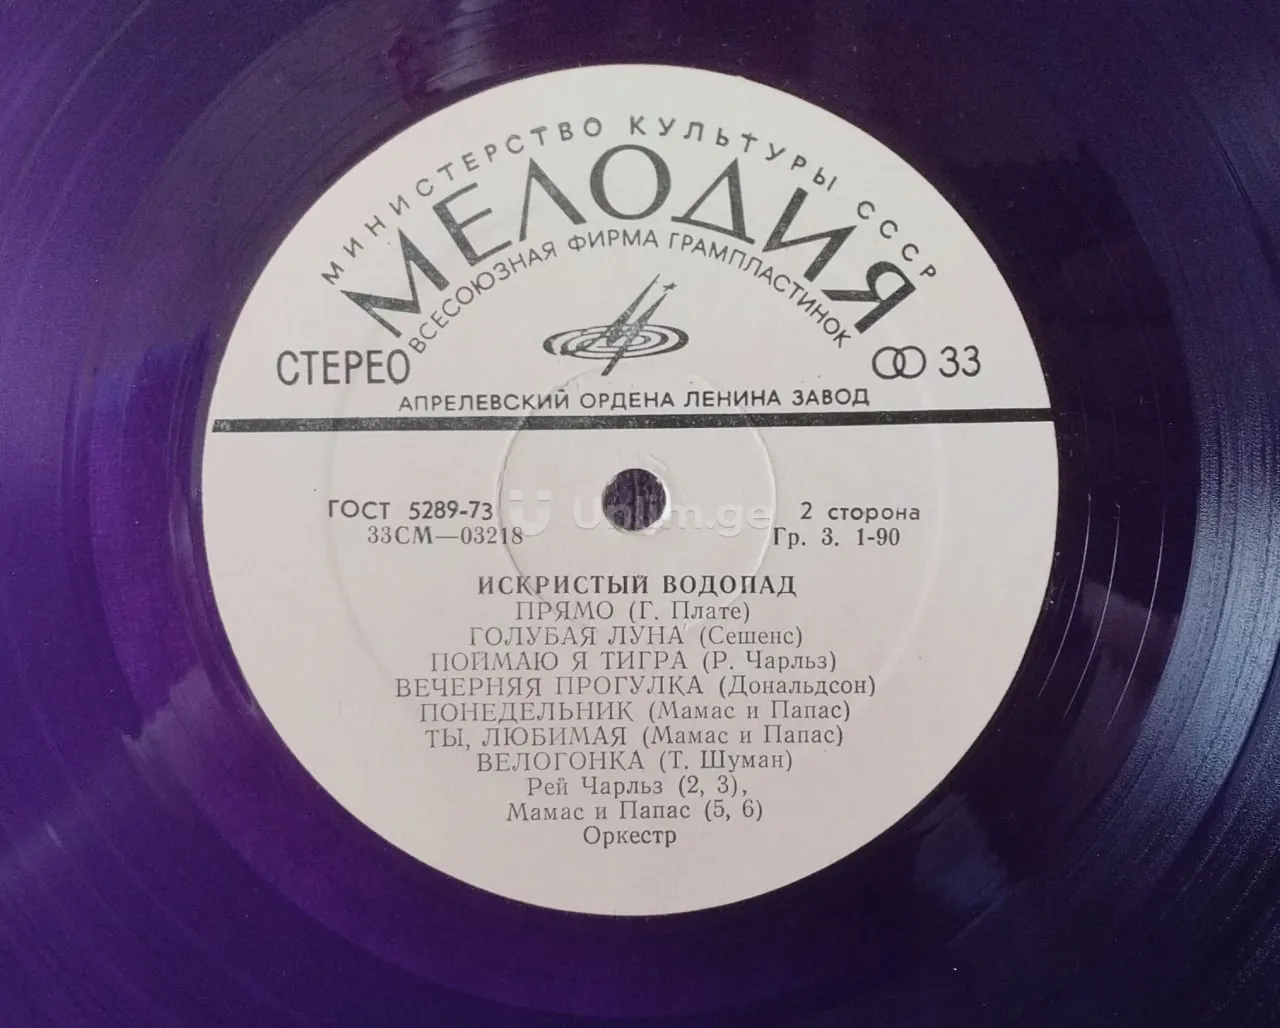 МИНИСТЕРСТВО КУЛЬТУРЫ СССР
МЕЛОДИЯ
ВСЕСОЮЗНАЯ ФИРМА ГРАМПЛАСТИНОК
СТЕРЕО 33
АПРЕЛЕВСКИЙ ОРДЕНА ЛЕНИНА ЗАВОД
ГОСТ 5289-73 2 сторона
Unlim.ge
33СМ—03218 Гр. 3. 1-90
ИСКРИСТЫЙ ВОДОПАД
ПРЯМО (Г. Плате)
ГОЛУБАЯ ЛУНА (Сешенс)
ПОЙМАЮ Я ТИГРА (Р. Чарльз)
ВЕЧЕРНЯЯ ПРОГУЛКА (Дональдсон)
ПОНЕДЕЛЬНИК (Мамас и Папас)
ТЫ, ЛЮБИМАЯ (Мамас и Папас)
ВЕЛОГОНКА (Т. Шуман)
Рей Чарльз (2, 3),
Мамас и Папас (5, 6)
Оркестр